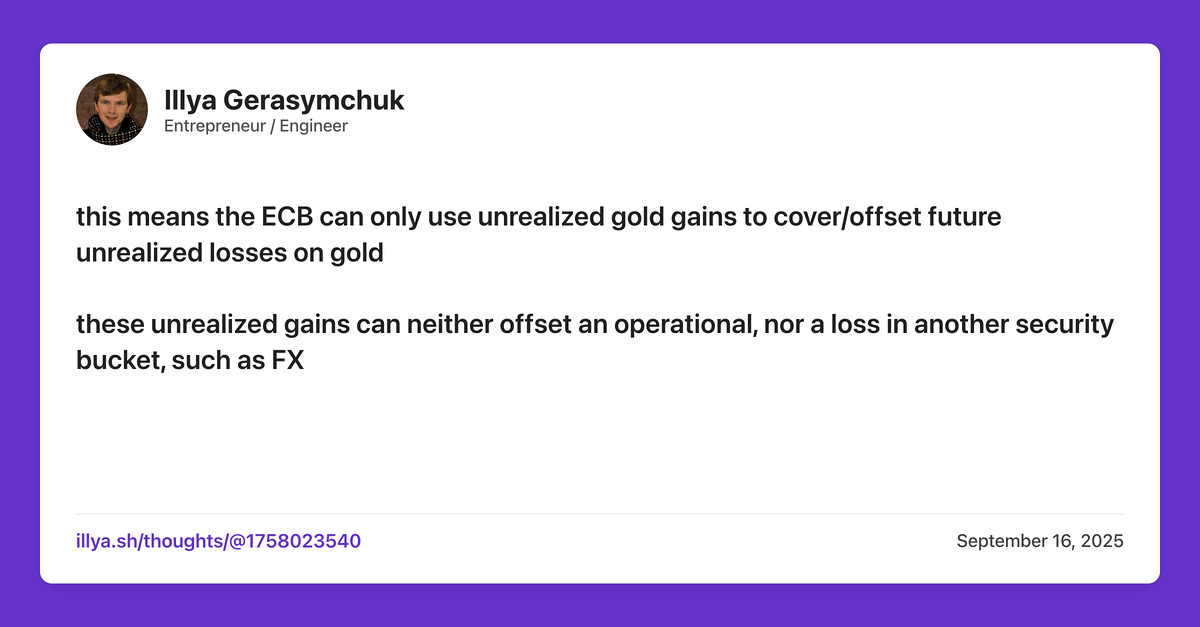 Illya Gerasymchuk
Entrepreneur / Engineer
this means the ECB can only use unrealized gold gains to cover/offset future
unrealized losses on gold
these unrealized gains can neither offset an operational, nor a loss in another security
bucket, such as FX
illya.sh/thoughts/@1758023540
September 16, 2025